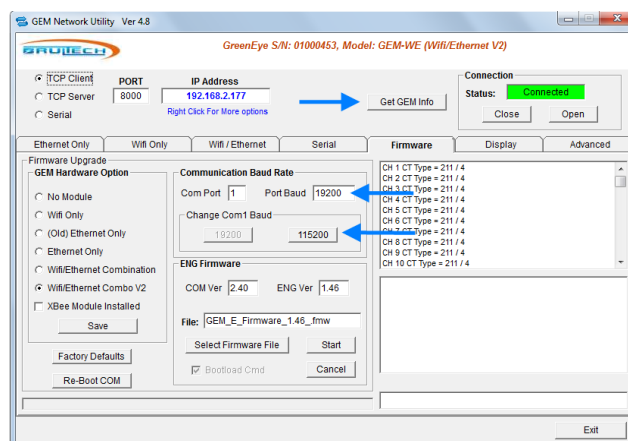 GEM Network Utility Ver 4.8
BRULTECH
GreenEye S/N: 01000453, Model: GEM-WE (Wifi/Ethernet V2)
TCP Client
TCP Server
Serial
PORT
8000
IP Address
192.168.2.177
Right Click For More options
Get GEM Info
Connection
Status: Connected
Close Open
Ethernet Only Wifi Only Wifi / Ethernet Serial Firmware Display Advanced
Firmware Upgrade
GEM Hardware Option
No Module
Wifi Only
(Old) Ethernet Only
Ethernet Only
Wifi/Ethernet Combination
Wifi/Ethernet Combo V2
XBee Module Installed
Save
Factory Defaults
Re-Boot COM
Communication Baud Rate
Com Port 1 Port Baud 19200
Change Com1 Baud
19200 115200
ENG Firmware
COM Ver 2.40 ENG Ver 1.46
File: GEM_E_Firmware_1.46_.fmw
Select Firmware File Start
Bootload Cmd Cancel
CH 1 CT Type = 211 / 4
CH 2 CT Type = 211 / 4
CH 3 CT Type = 211 / 4
CH 4 CT Type = 211 / 4
CH 5 CT Type = 211 / 4
CH 6 CT Type = 211 / 4
CH 7 CT Type = 211 / 4
CH 8 CT Type = 211 / 4
CH 9 CT Type = 211 / 4
CH 10 CT Type = 211 / 4
Exit